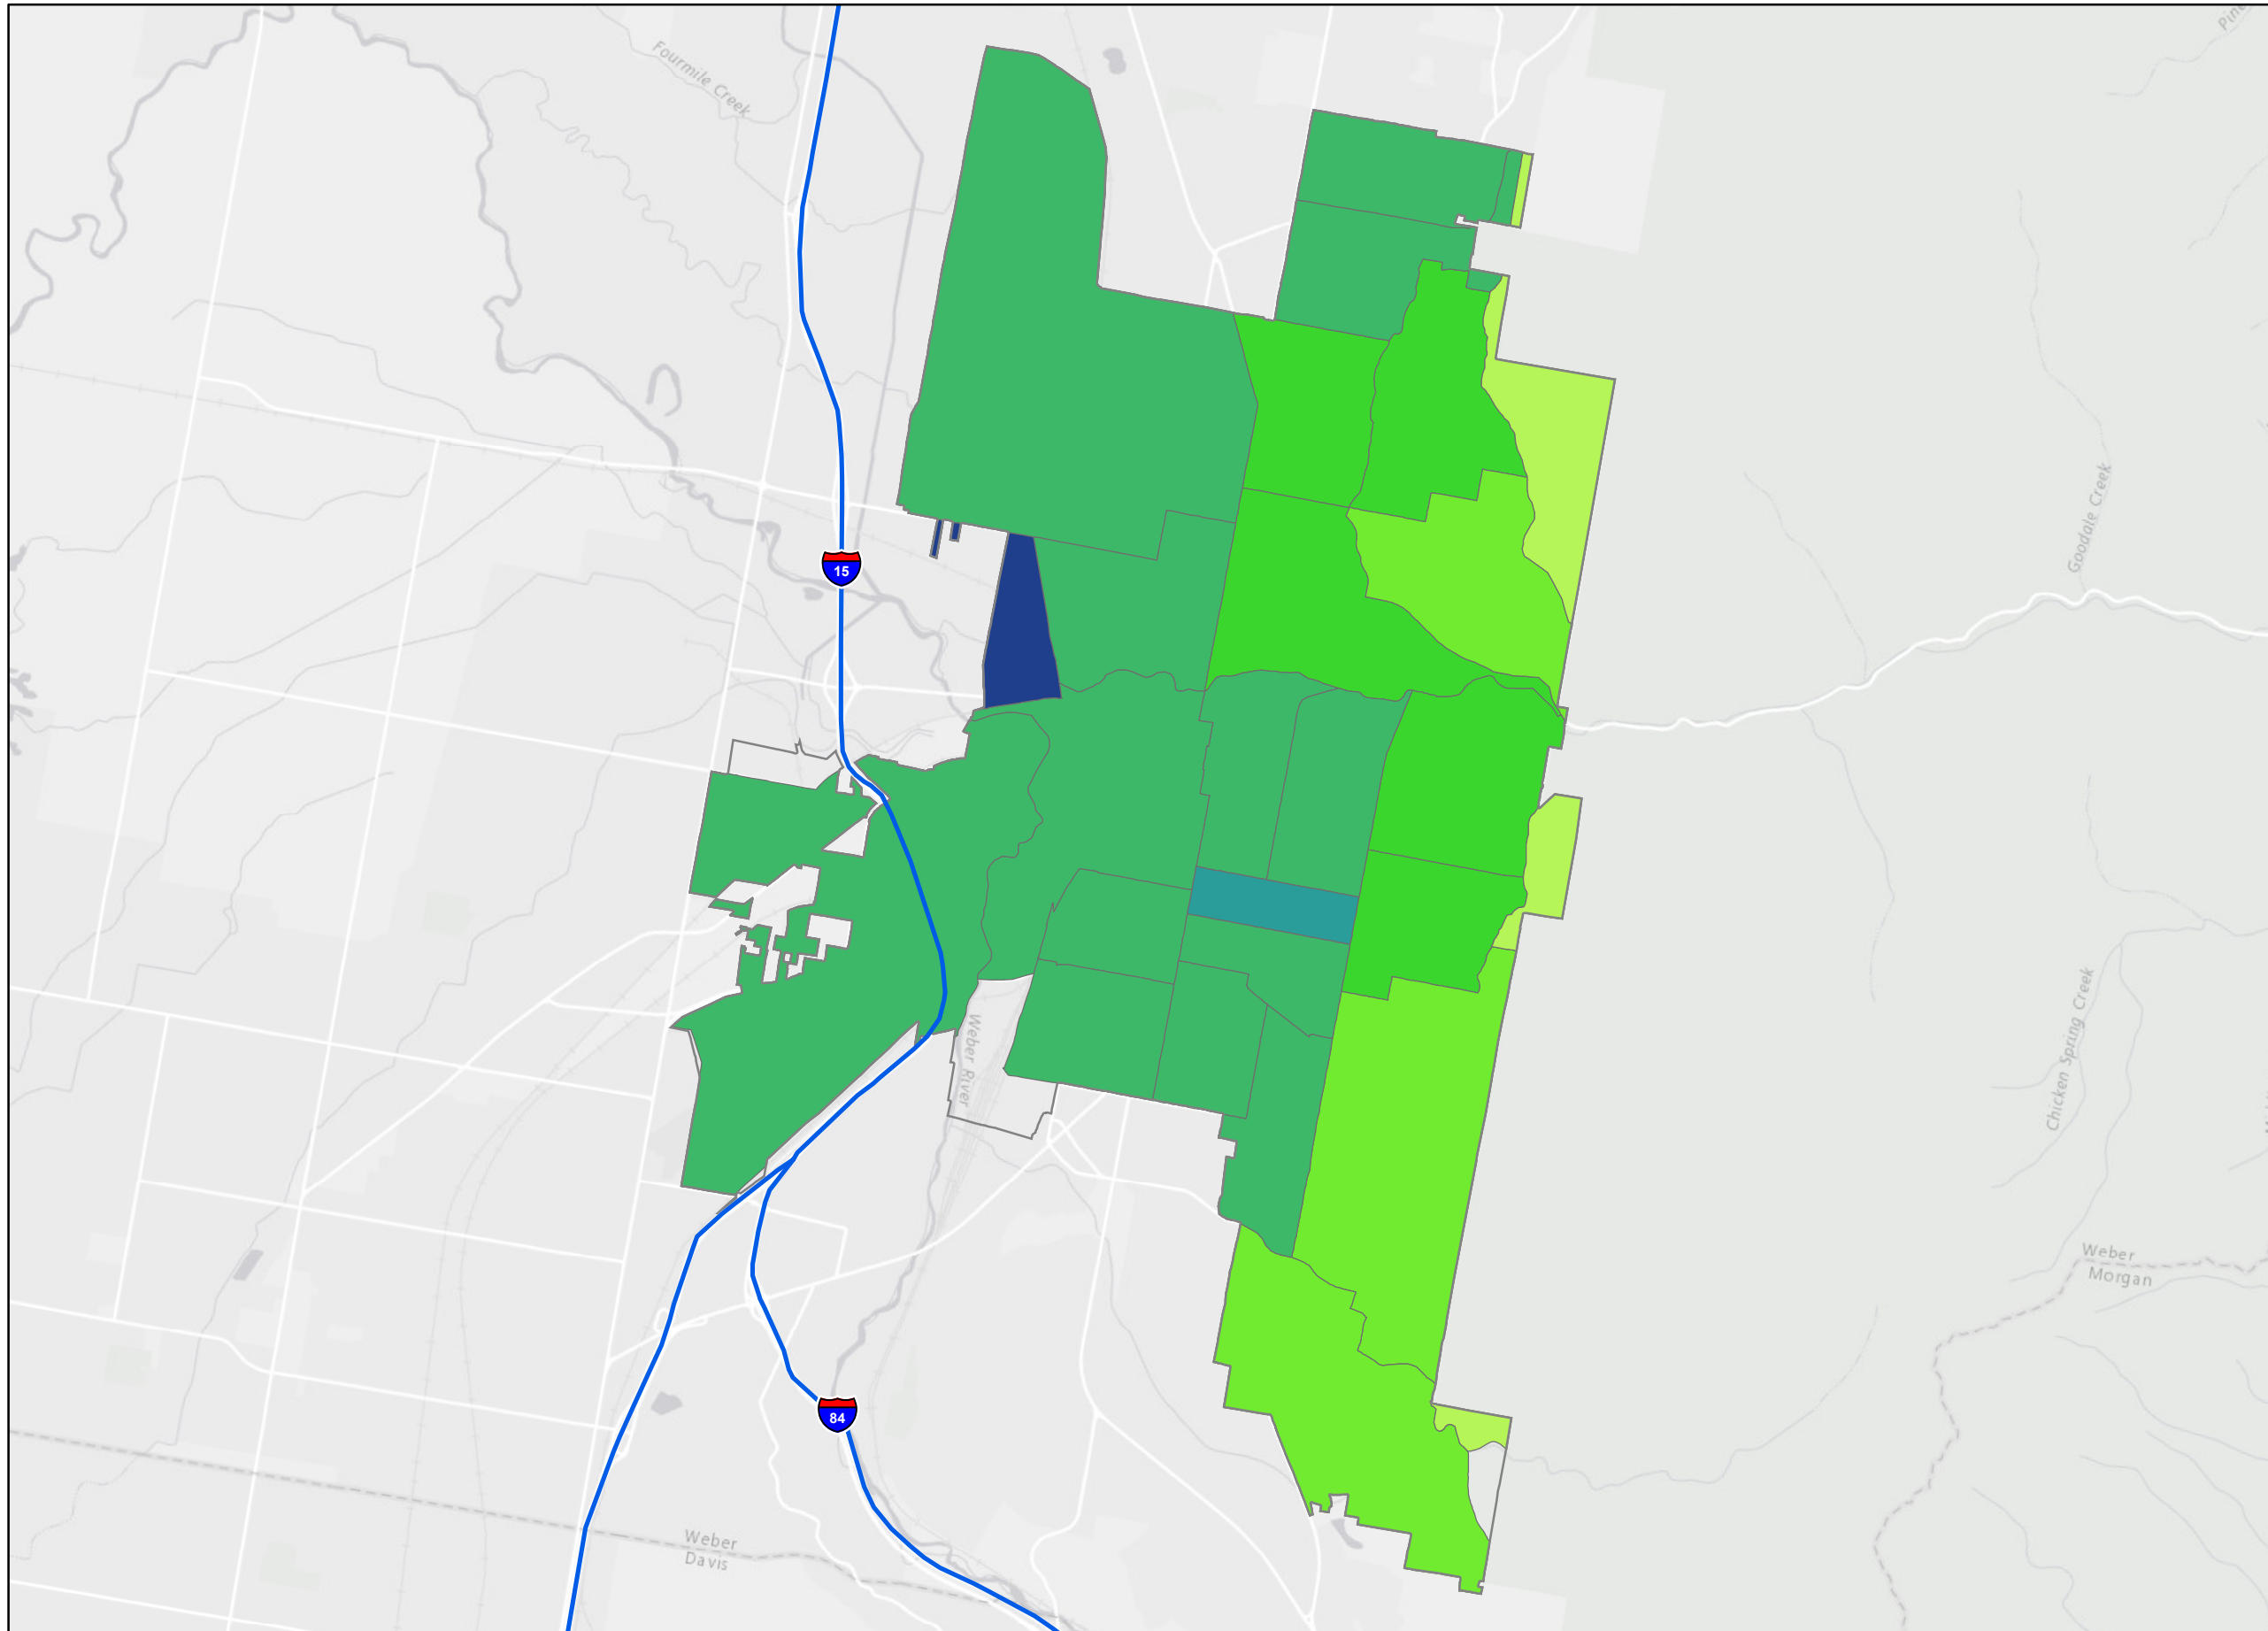 Fourmile Creek
15
Goodale Creek
Chicken Spring Creek
Weber River
Weber
Morgan
84
Weber
Davis